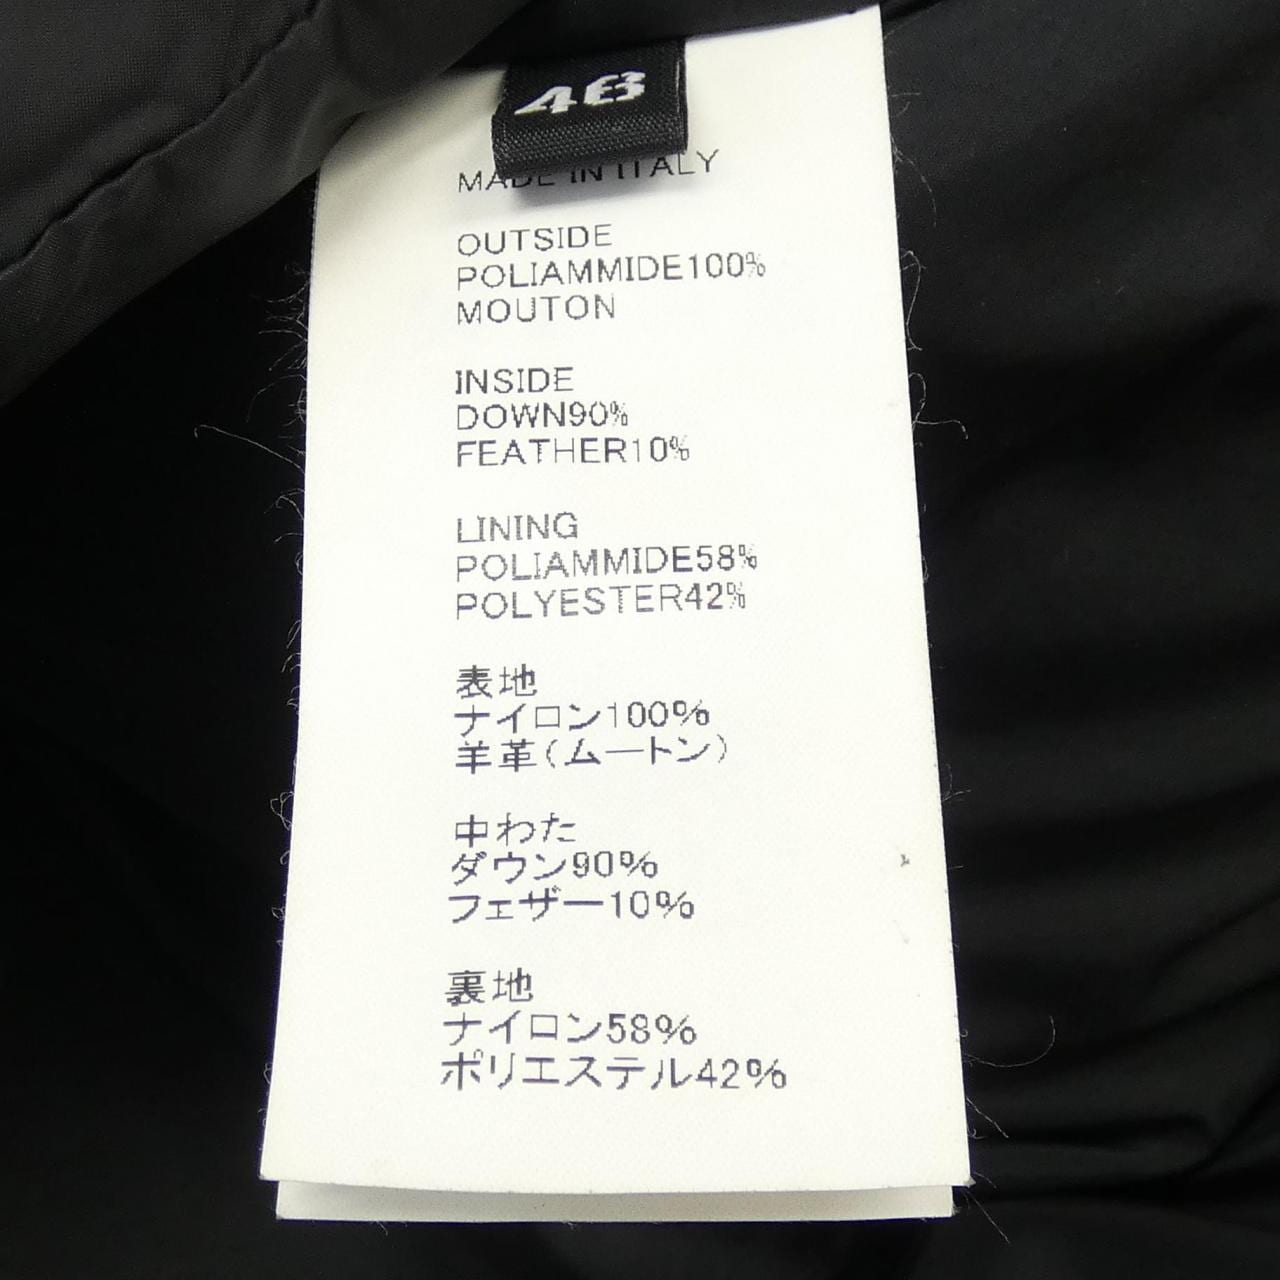 46
MADE IN ITALY
OUTSIDE
POLIAMMIDE100%
MOUTON
INSIDE
DOWN90%
FEATHER10%
LINING
POLIAMMIDE58%
POLYESTER42%
表地
ナイロン100%
羊革(ムートン)
中わた
ダウン90%
フェザー10%
裏地
ナイロン58%
ポリエステル42%